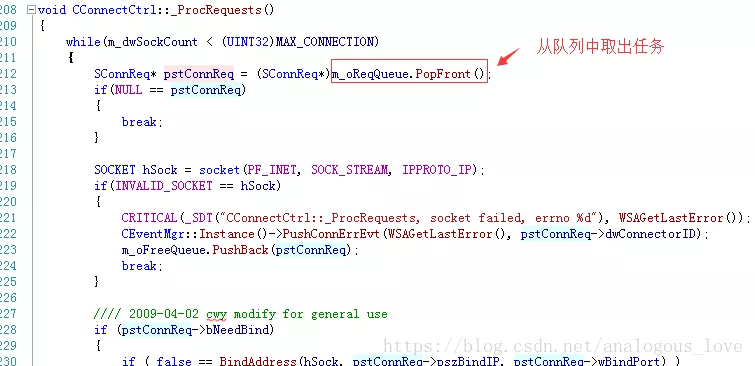 208 void CConnectCtrl::_ProcRequests()
209 {
210 while(m_dwSockCount < (UINT32)MAX_CONNECTION)
211 {
212 SConnReq* pstConnReq = (SConnReq*)m_oReqQueue.PopFront(); 从队列中取出任务
213 if(NULL == pstConnReq)
214 {
215 break;
216 }
217
218 SOCKET hSock = socket(PF_INET, SOCK_STREAM, IPPROTO_IP);
219 if(INVALID_SOCKET == hSock)
220 {
221 CRITICAL(_SDT("CConnectCtrl::_ProcRequests, socket failed, errno %d"), WSAGetLastError());
222 CEventMgr::Instance()->PushConnErrEvt(WSAGetLastError(), pstConnReq->dwConnectorID);
223 m_oFreeQueue.PushBack(pstConnReq);
224 break;
225 }
226
227 //// 2009-04-02 cwy modify for general use
228 if (pstConnReq->bNeedBind)
229 {
230 if ( false == BindAddress(hSock, pstConnReq->pszBindIP, pstConnReq->wBindPort) )
https://blog.csdn.net/analogous_love